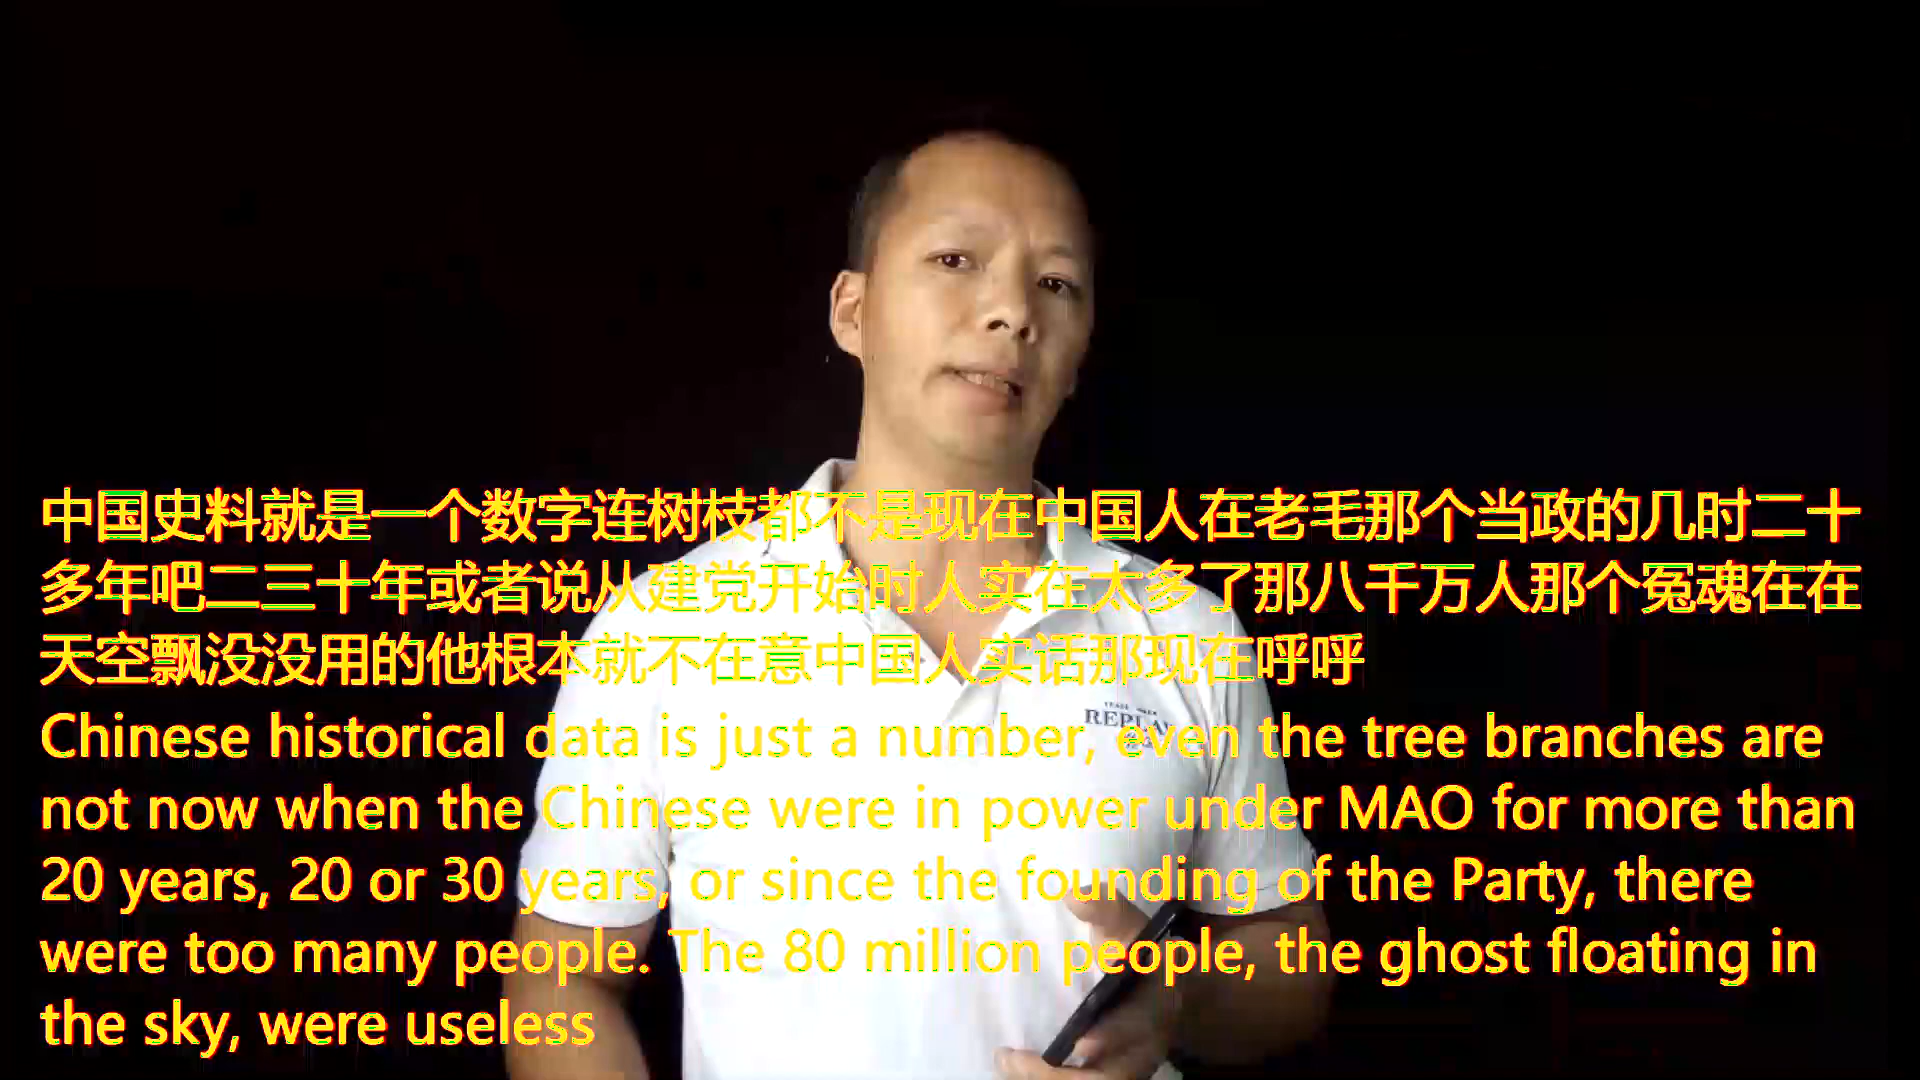 中国史料就是一个数字连树枝都不是现在中国人在老毛那个当政的几时二十
多年吧二三十年或者说从建党开始时人实在太多了那八千万人那个冤魂在在
天空飘没没用的他根本就不在意中国人实话那现在呼呼
TRADE MARK
REPLAY
Chinese historical data is just a number, even the tree branches are
not now when the Chinese were in power under MAO for more than
20 years, 20 or 30 years, or since the founding of the Party, there
were too many people. The 80 million people, the ghost floating in
the sky, were useless